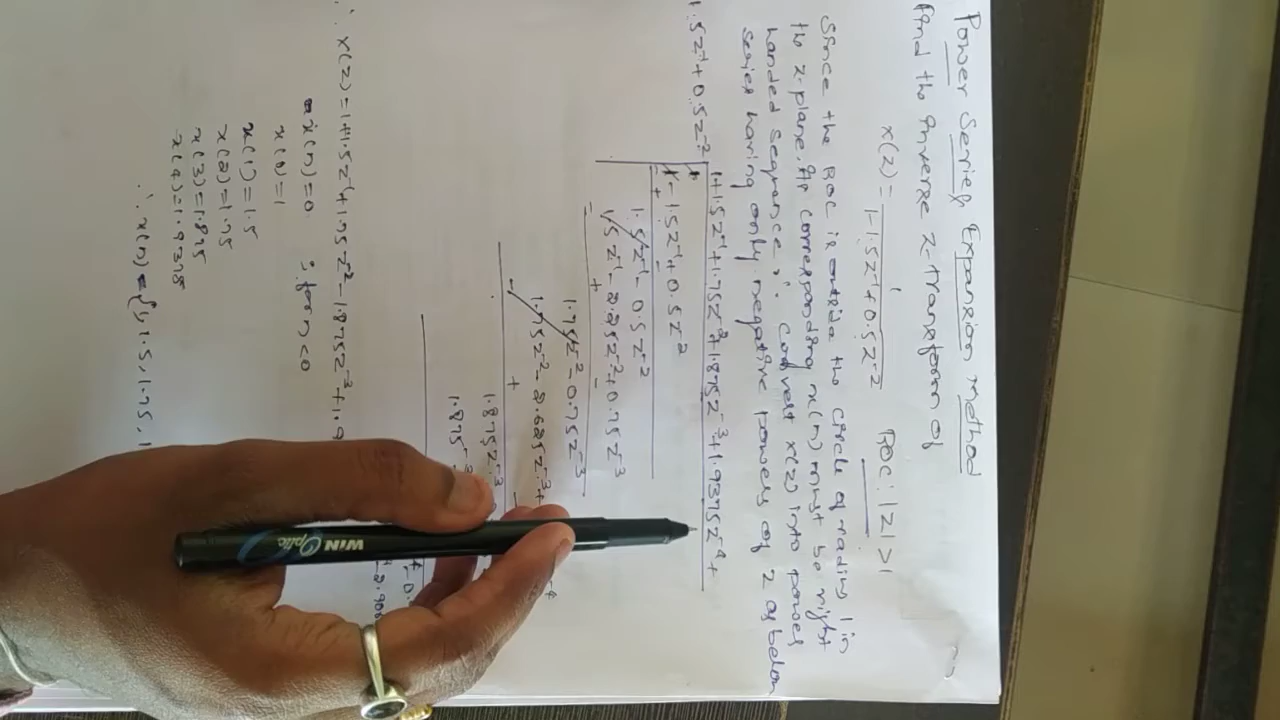 Power Series Expansion Method
Find the Inverse Z-Transform of
x(z) = 1 / 1-1.5z⁻¹+0.5z⁻² ROC: |z|>1
Since the ROC is outside the circle of radius 1 in
the z-plane. corresponding x(n) must be right
handed sequence ∴ convert x(z) into power
series having only negative powers of z as below
1+1.5z⁻¹+1.75z⁻²+1.875z⁻³+1.9375z⁻⁴+
1.5z⁻¹+0.5z⁻²
1-1.5z⁻¹+0.5z⁻²
- + -
1.5z⁻¹-0.5z⁻²
1.5z⁻¹-2.25z⁻²+0.75z⁻³
- + -
1.75z⁻²-0.75z⁻³
1.75z⁻²-2.625z⁻³+
- + -
1.875z⁻³
1.875
∴ x(z)=1+1.5z⁻¹+1.75z⁻²-1.875z⁻³+1.9
x(n)=0 ; for n<0
x(0)=1
x(1)=1.5
x(2)=1.75
x(3)=1.875
x(4)=1.9375
∴ x(n)={1,1.5,1.75,1
WIN Optic